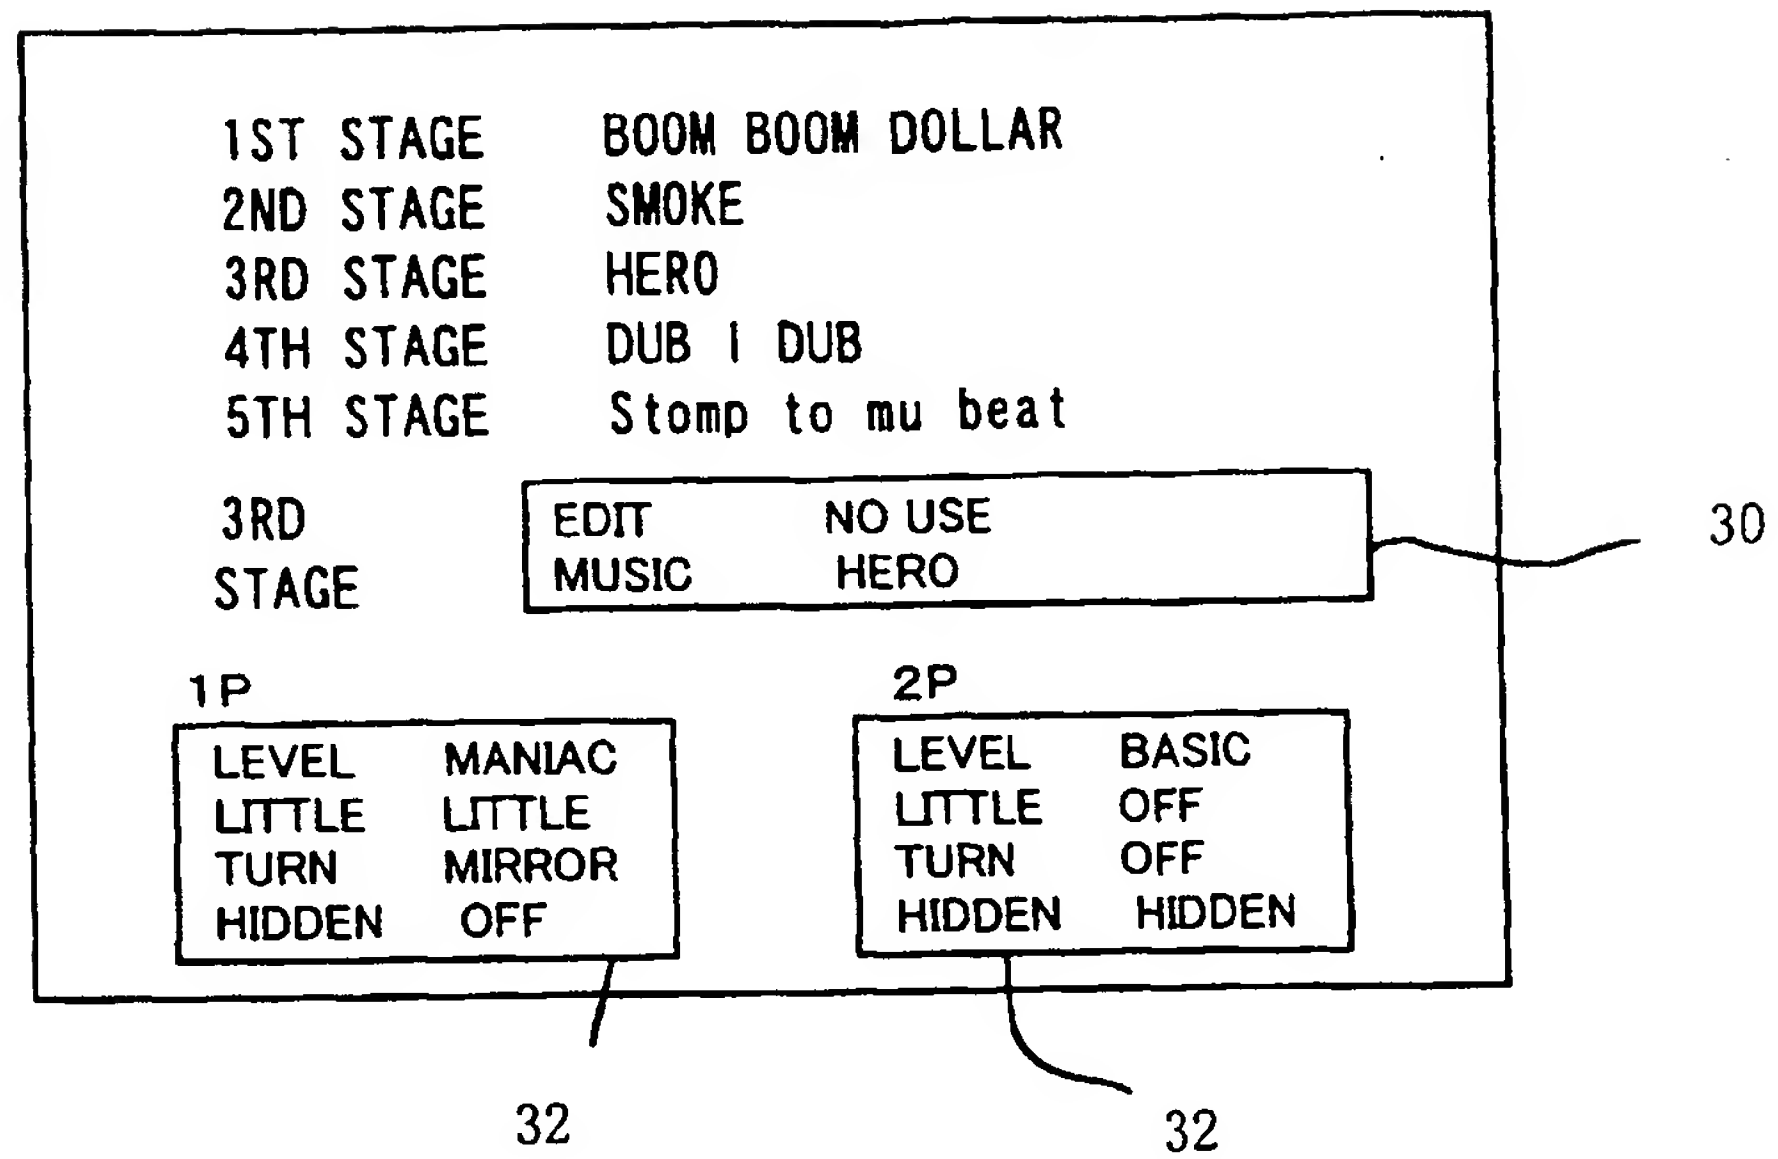 1ST STAGE BOOM BOOM DOLLAR
2ND STAGE SMOKE
3RD STAGE HERO
4TH STAGE DUB I DUB
5TH STAGE Stomp to mu beat
3RD
STAGE
EDIT NO USE
MUSIC HERO
30
1P
LEVEL MANIAC
LITTLE LITTLE
TURN MIRROR
HIDDEN OFF
32
2P
LEVEL BASIC
LITTLE OFF
TURN OFF
HIDDEN HIDDEN
32